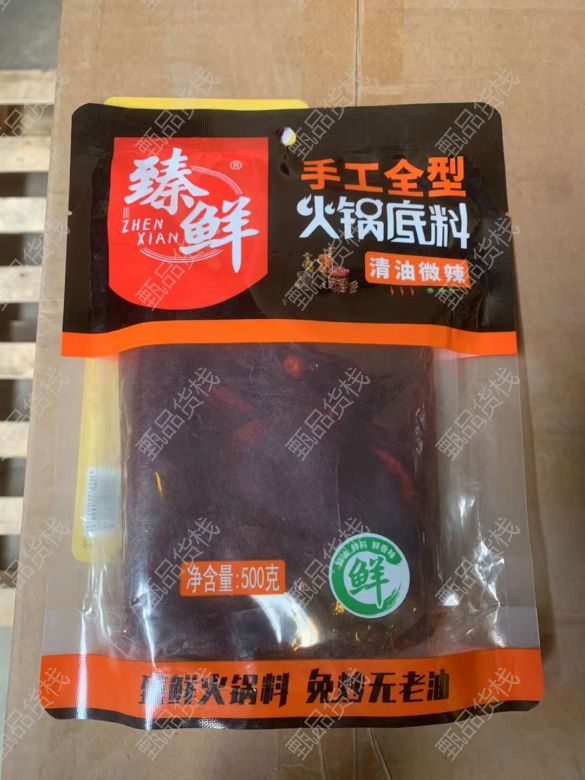 臻鲜®
ZHEN
XIAN
手工全型
火锅底料
清油微辣
净含量:500克
鲜
臻鲜火锅料 免炒无老油
甄品货栈